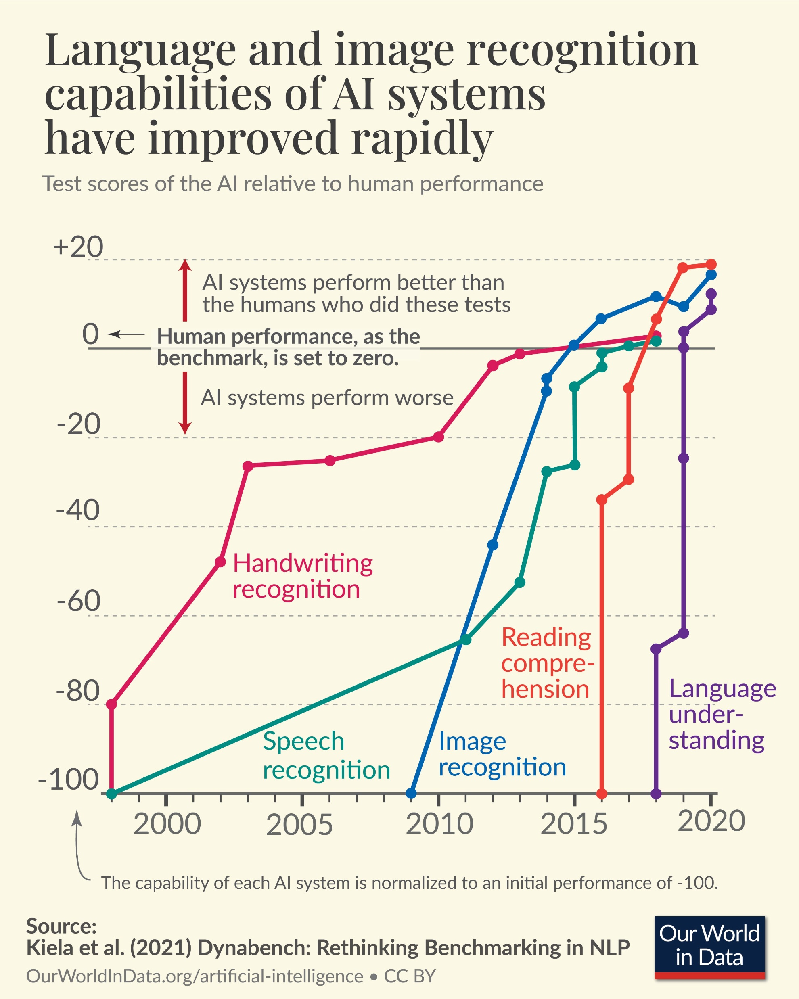 Language and image recognition
capabilities of AI systems
have improved rapidly
Test scores of the AI relative to human performance
+20
AI systems perform better than
the humans who did these tests
0
Human performance, as the
benchmark, is set to zero.
AI systems perform worse
-20
-40
Handwriting
recognition
-60
Reading
compre-
hension
-80
Language
under-
standing
Speech
recognition
Image
recognition
-100
2000
2005
2010
2015
2020
The capability of each AI system is normalized to an initial performance of -100.
Source:
Kiela et al. (2021) Dynabench: Rethinking Benchmarking in NLP
OurWorldInData.org/artificial-intelligence • CC BY
Our World
in Data